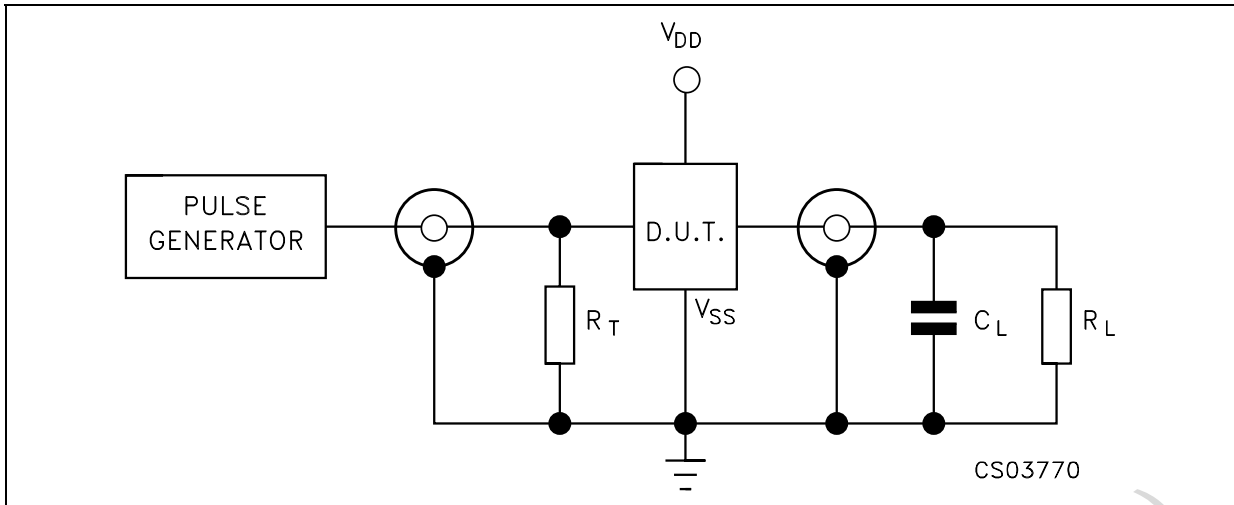 VDD
PULSE
GENERATOR
D.U.T.
VSS
RT
CL
RL
CS03770